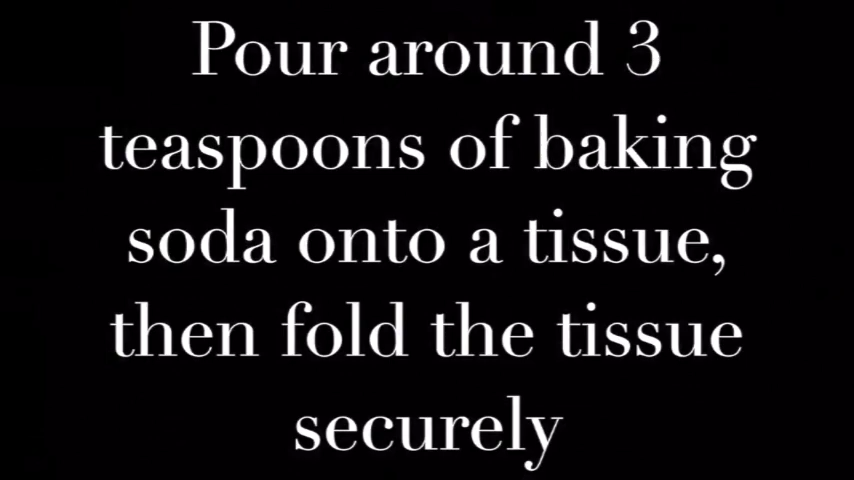 Pour around 3
teaspoons of baking
soda onto a tissue,
then fold the tissue
securely